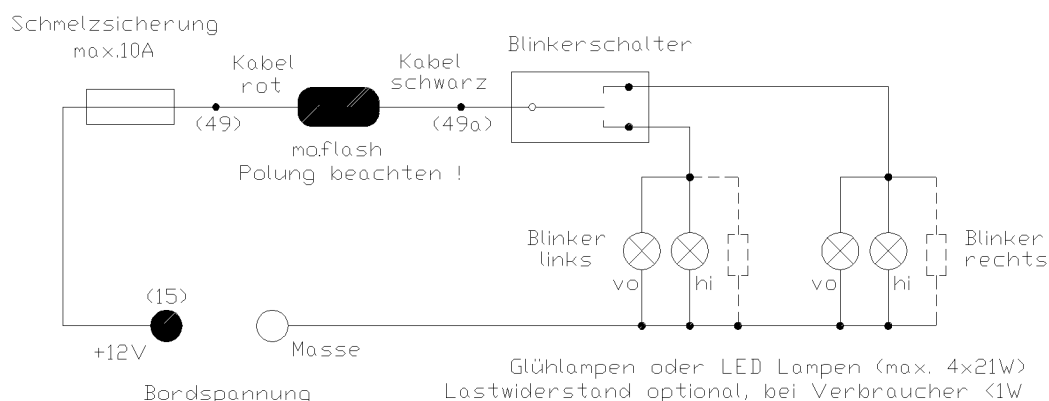 Schmelzsicherung
max.10A
Kabel
rot
Kabel
schwarz
Blinkerschalter
(49)
(49a)
mo.flash
Polung beachten !
Blinker
links
vo
hi
vo
hi
Blinker
rechts
(15)
+12V
Masse
Bordspannung
Glühlampen oder LED Lampen (max. 4x21W)
Lastwiderstand optional, bei Verbraucher <1W